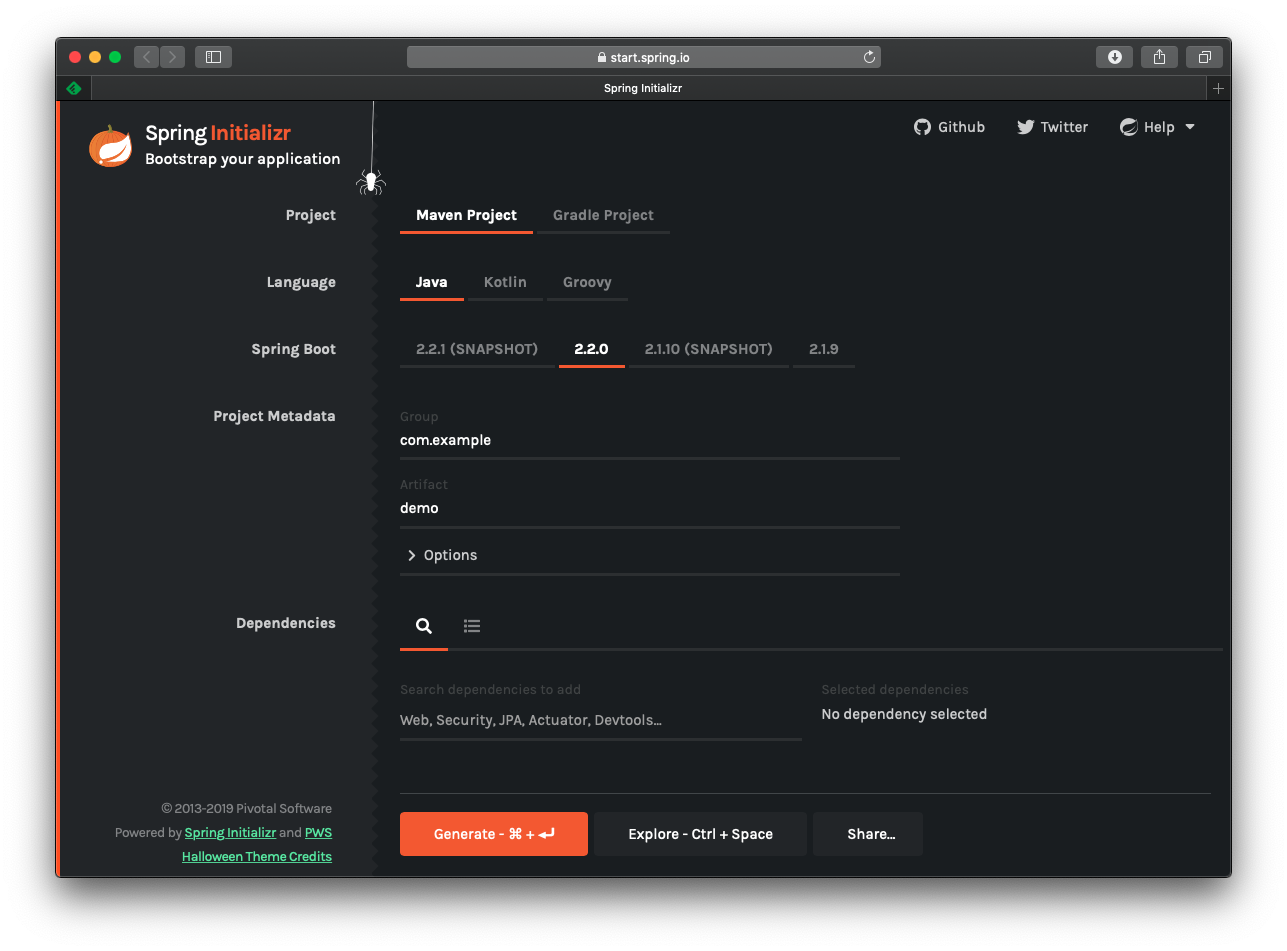 start.spring.io
Spring Initializr
Spring Initializr
Bootstrap your application
Github
Twitter
Help
Project
Maven Project
Gradle Project
Language
Java
Kotlin
Groovy
Spring Boot
2.2.1 (SNAPSHOT)
2.2.0
2.1.10 (SNAPSHOT)
2.1.9
Project Metadata
Group
com.example
Artifact
demo
Options
Dependencies
Search dependencies to add
Web, Security, JPA, Actuator, Devtools...
Selected dependencies
No dependency selected
© 2013-2019 Pivotal Software
Powered by Spring Initializr and PWS
Halloween Theme Credits
Generate - ⌘ + ↵
Explore - Ctrl + Space
Share...